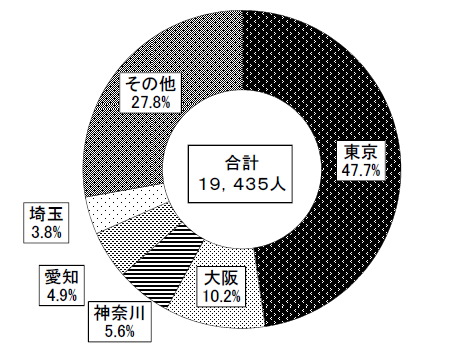 その他
27.8%
東京
47.7%
合計
19,435人
埼玉
3.8%
大阪
10.2%
愛知
4.9%
神奈川
5.6%